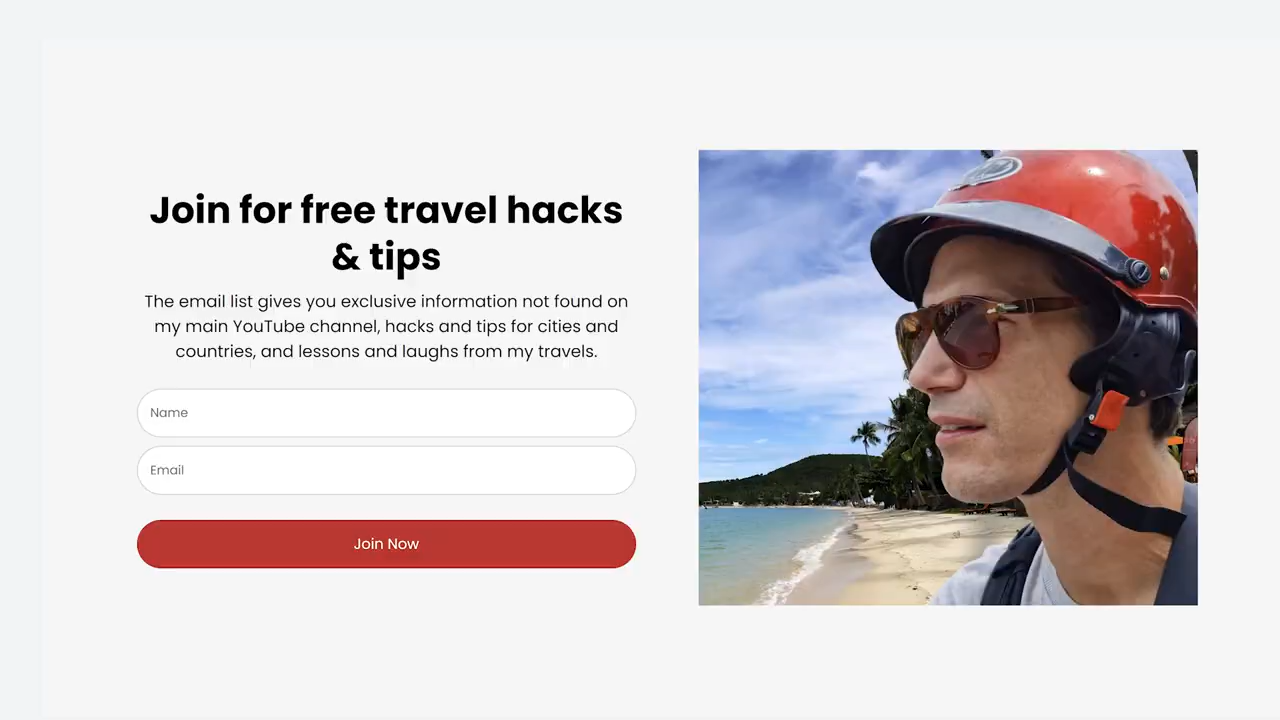 Join for free travel hacks
& tips
The email list gives you exclusive information not found on
my main YouTube channel, hacks and tips for cities and
countries, and lessons and laughs from my travels.
Name
Email
Join Now